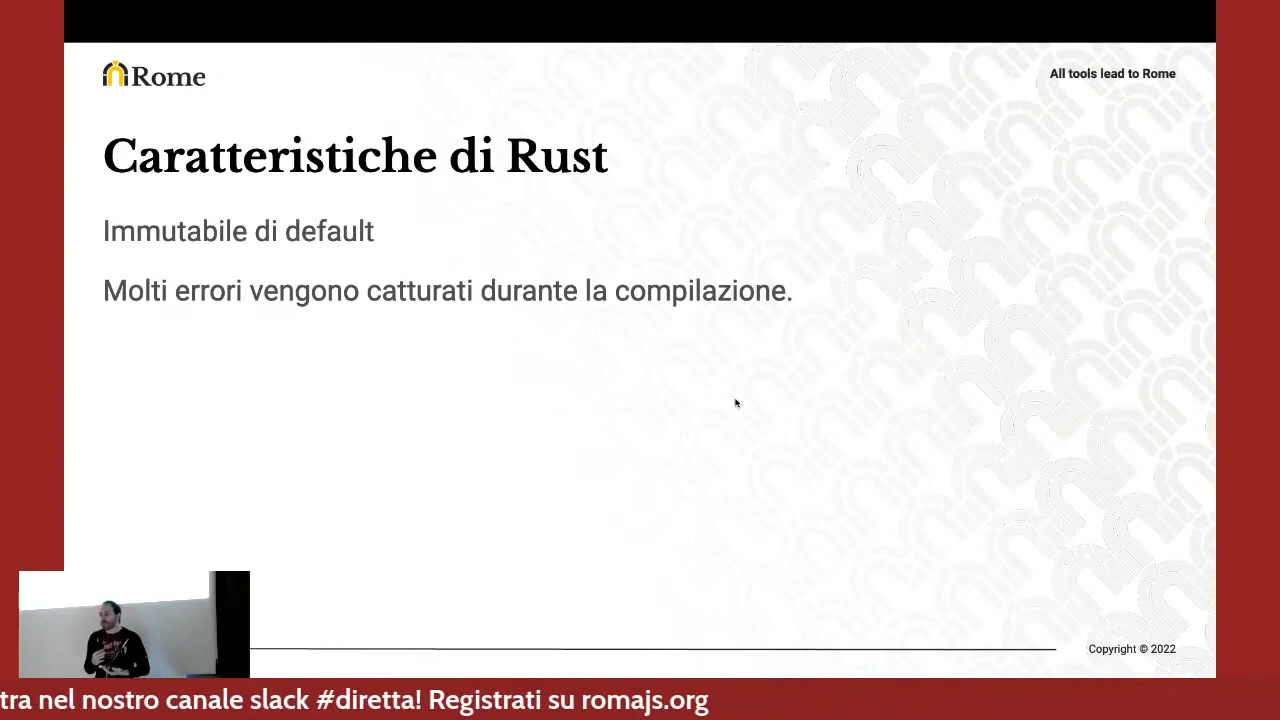 Rome
All tools lead to Rome
Caratteristiche di Rust
Immutabile di default
Molti errori vengono catturati durante la compilazione.
Copyright © 2022
tra nel nostro canale slack #diretta! Registrati su romajs.org